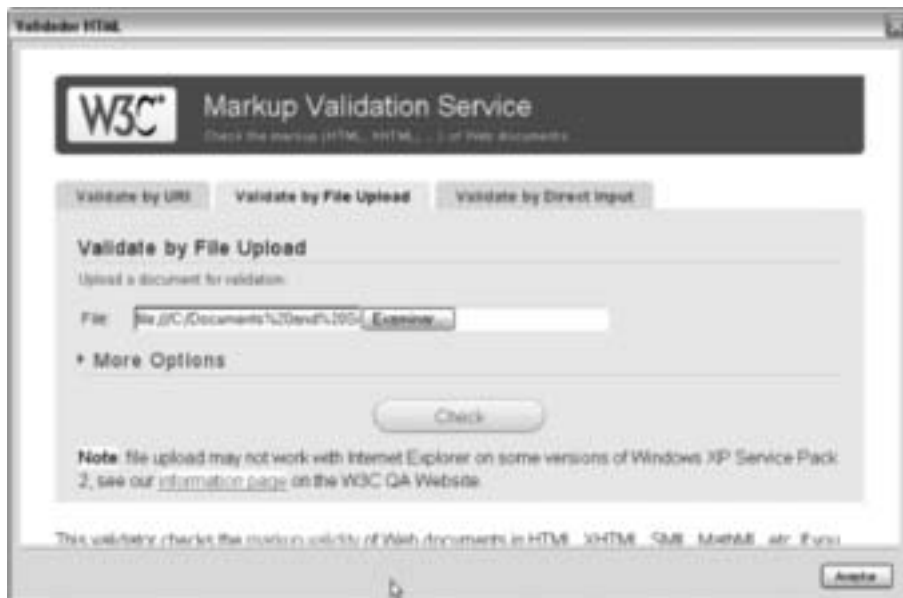 Validador HTML
W3C
Markup Validation Service
Check the markup (HTML, XHTML, ...) of Web documents
Validate by URI
Validate by File Upload
Validate by Direct Input
Validate by File Upload
Upload a document for validation:
File:
file:///C:/Documents%20and%20S
Examinar...
More Options
Check
Note: file upload may not work with Internet Explorer on some versions of Windows XP Service Pack
2, see our information page on the W3C QA Website.
This validator checks the markup validity of Web documents in HTML, XHTML, SMIL, MathML, etc. If you
Aceptar